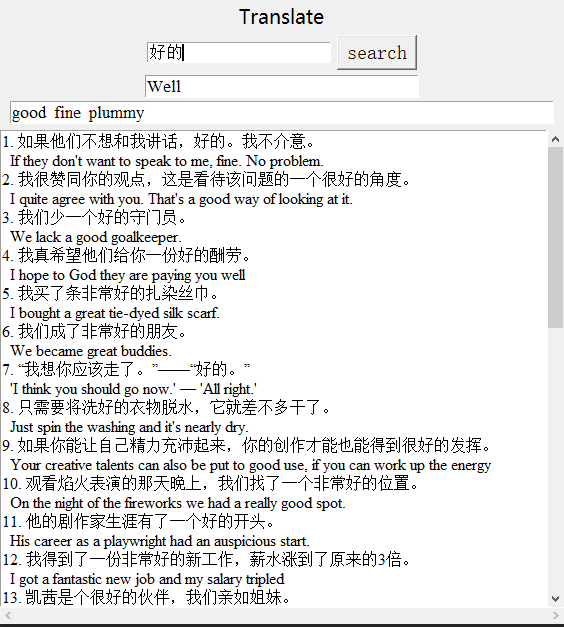 Translate
好的
search
Well
good fine plummy
1. 如果他们不想和我讲话，好的。我不介意。
If they don't want to speak to me, fine. No problem.
2. 我很赞同你的观点，这是看待该问题的一个很好的角度。
I quite agree with you. That's a good way of looking at it.
3. 我们少一个好的守门员。
We lack a good goalkeeper.
4. 我真希望他们给你一份好的酬劳。
I hope to God they are paying you well
5. 我买了条非常好的扎染丝巾。
I bought a great tie-dyed silk scarf.
6. 我们成了非常好的朋友。
We became great buddies.
7. “我想你应该走了。”——“好的。”
'I think you should go now.' — 'All right.'
8. 只需要将洗好的衣物脱水，它就差不多干了。
Just spin the washing and it's nearly dry.
9. 如果你能让自己精力充沛起来，你的创作才能也能得到很好的发挥。
Your creative talents can also be put to good use, if you can work up the energy
10. 观看焰火表演的那天晚上，我们找了一个非常好的位置。
On the night of the fireworks we had a really good spot.
11. 他的剧作家生涯有了一个好的开头。
His career as a playwright had an auspicious start.
12. 我得到了一份非常好的新工作，薪水涨到了原来的3倍。
I got a fantastic new job and my salary tripled
13. 凯茜是个很好的伙伴，我们亲如姐妹。